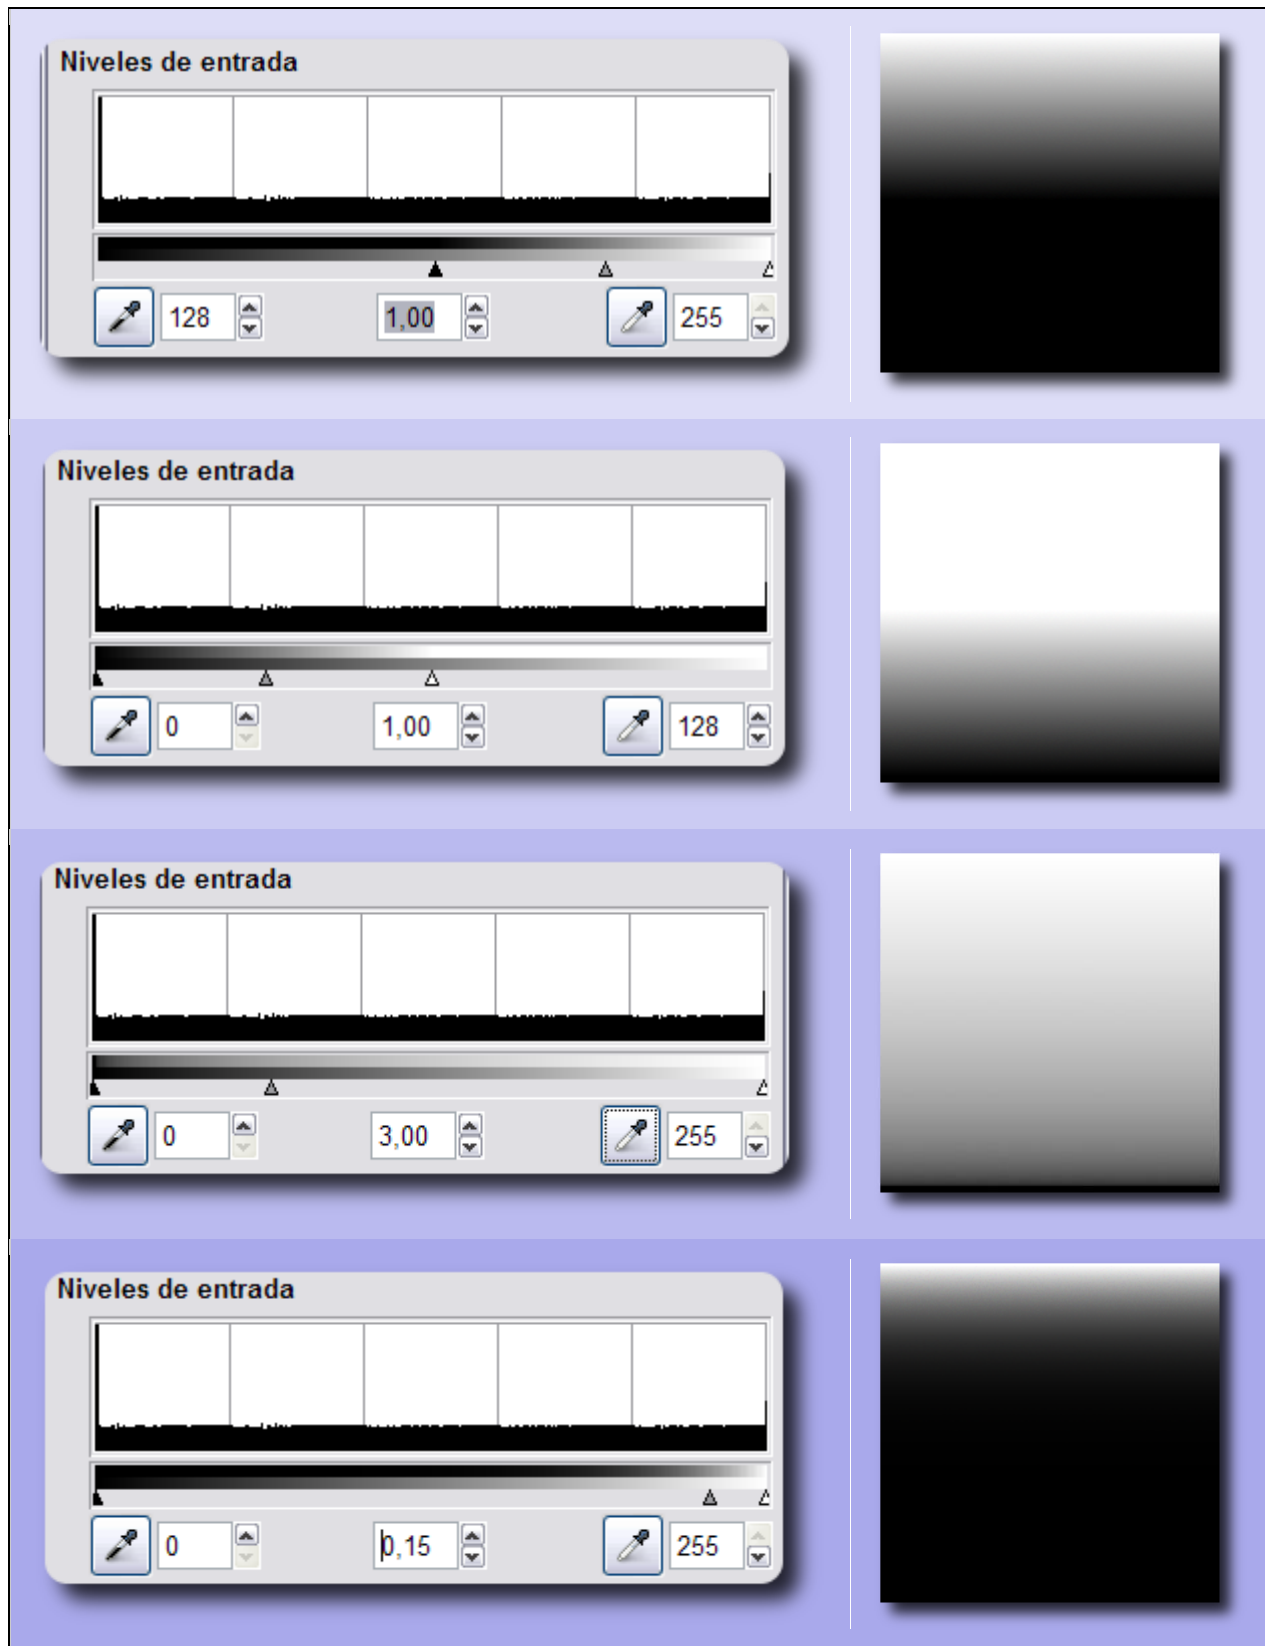 Niveles de entrada
128 1,00 255
Niveles de entrada
0 1,00 128
Niveles de entrada
0 3,00 255
Niveles de entrada
0 0,15 255